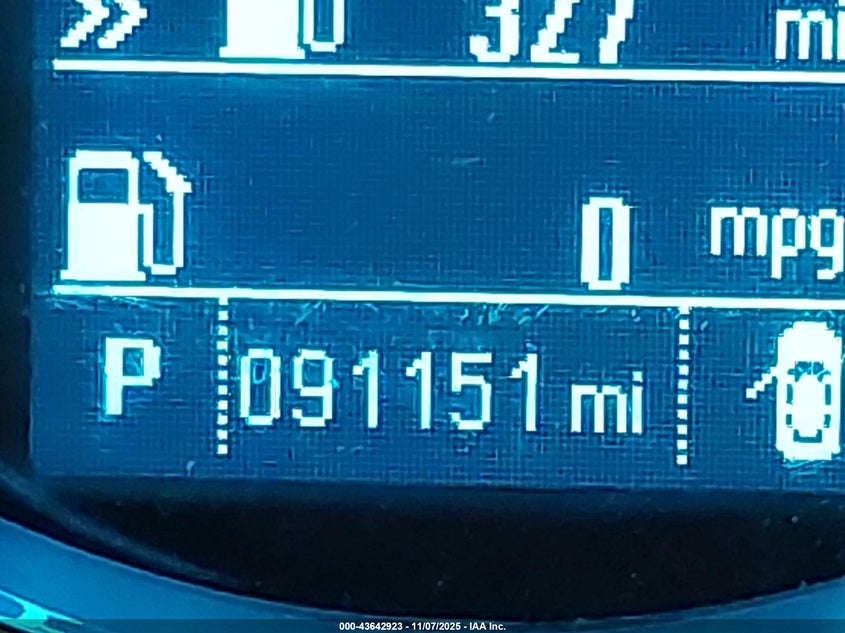 327 mi
0 mpg
P 091151 mi
000-43642923 - 11/07/2025 - IAA Inc.